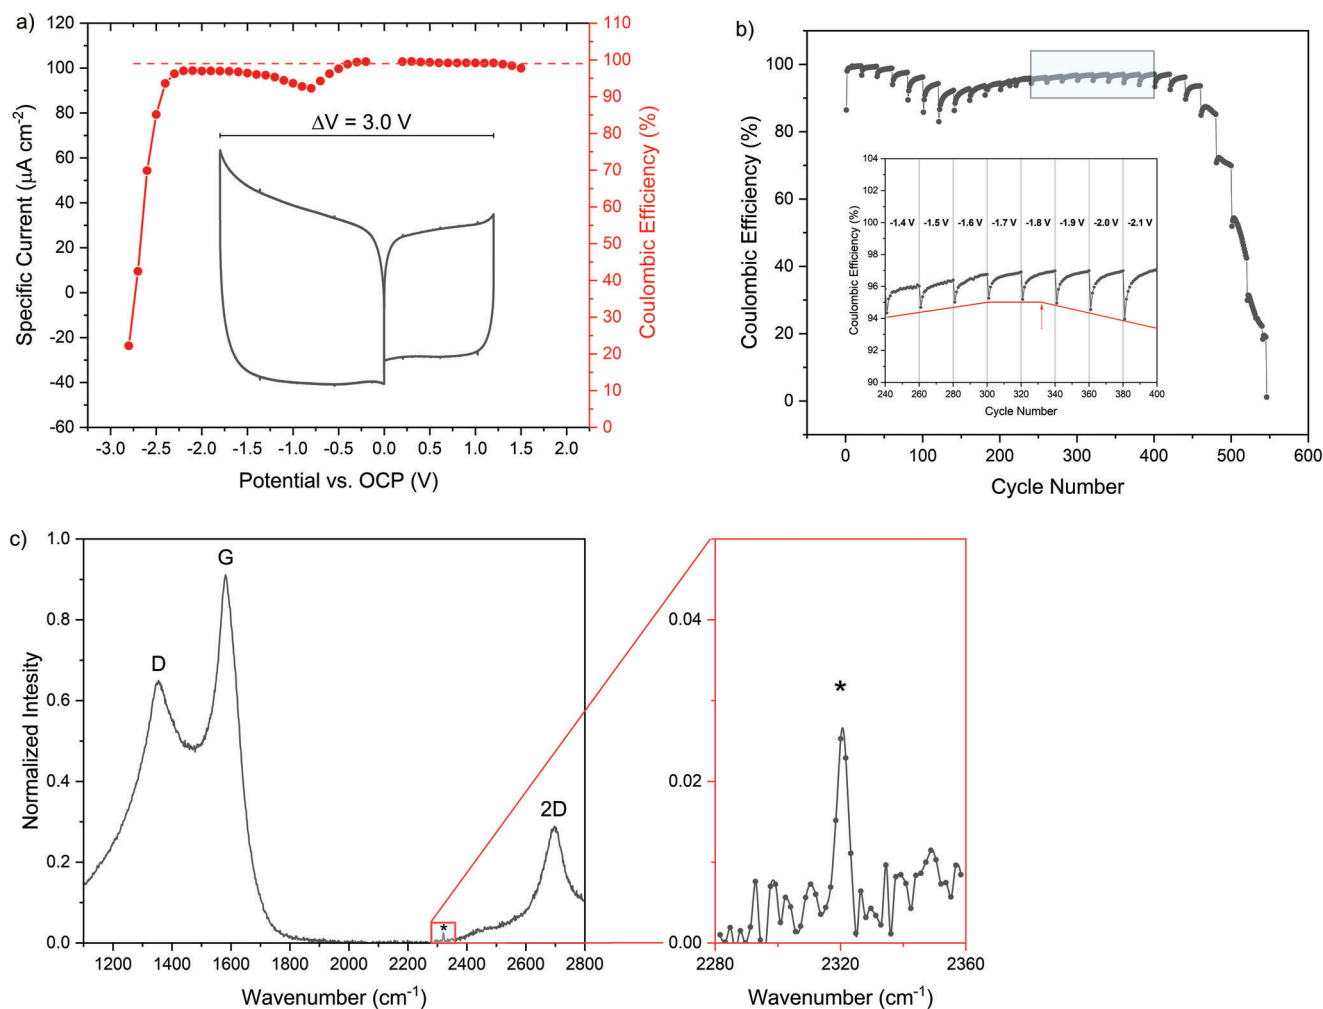 a)
120
100
80
60
40
20
0
-20
-40
-60
Specific Current (µA cm⁻²)
ΔV = 3.0 V
110
100
90
80
70
60
50
40
30
20
10
0
Coulombic Efficiency (%)
-3.0 -2.5 -2.0 -1.5 -1.0 -0.5 0.0 0.5 1.0 1.5 2.0
Potential vs. OCP (V)
b)
100
80
60
40
20
0
Coulombic Efficiency (%)
104
102
100
98
96
94
92
90
Coulombic Efficiency (%)
-1.4 V -1.5 V -1.6 V -1.7 V -1.8 V -1.9 V -2.0 V -2.1 V
240 260 280 300 320 340 360 380 400
Cycle Number
0 100 200 300 400 500 600
Cycle Number
c)
1.0
0.8
0.6
0.4
0.2
0.0
Normalized Intesity
D
G
2D
*
1200 1400 1600 1800 2000 2200 2400 2600 2800
Wavenumber (cm⁻¹)
0.04
0.02
0.00
*
2280 2320 2360
Wavenumber (cm⁻¹)